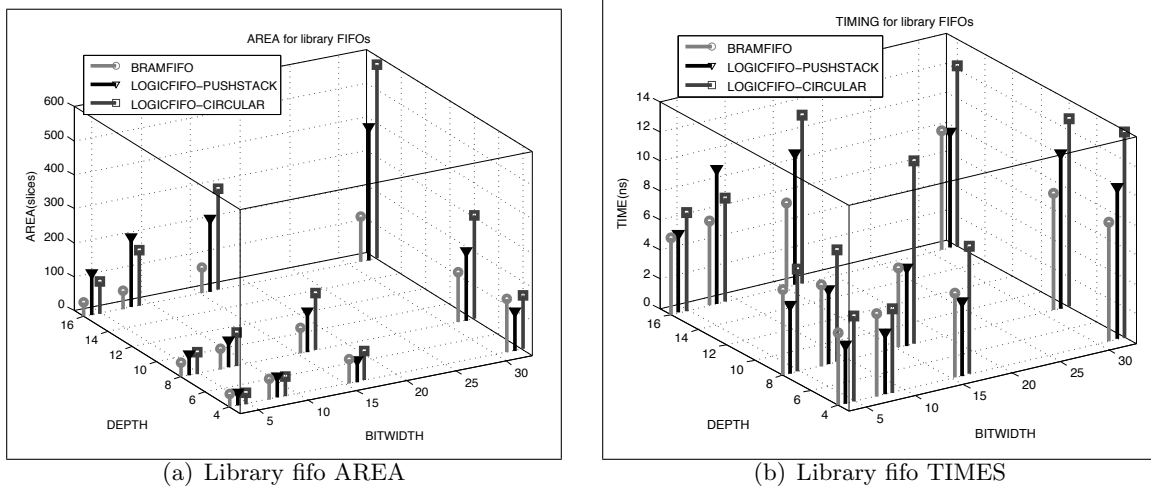 AREA for library FIFOs
BRAMFIFO
LOGICFIFO−PUSHSTACK
LOGICFIFO−CIRCULAR
600
500
400
300
200
100
0
AREA(slices)
16
14
12
10
8
6
4
DEPTH
5
10
15
20
25
30
BITWIDTH
(a) Library fifo AREA
TIMING for library FIFOs
BRAMFIFO
LOGICFIFO−PUSHSTACK
LOGICFIFO−CIRCULAR
14
12
10
8
6
4
2
0
TIME(ns)
16
14
12
10
8
6
4
DEPTH
5
10
15
20
25
30
BITWIDTH
(b) Library fifo TIMES